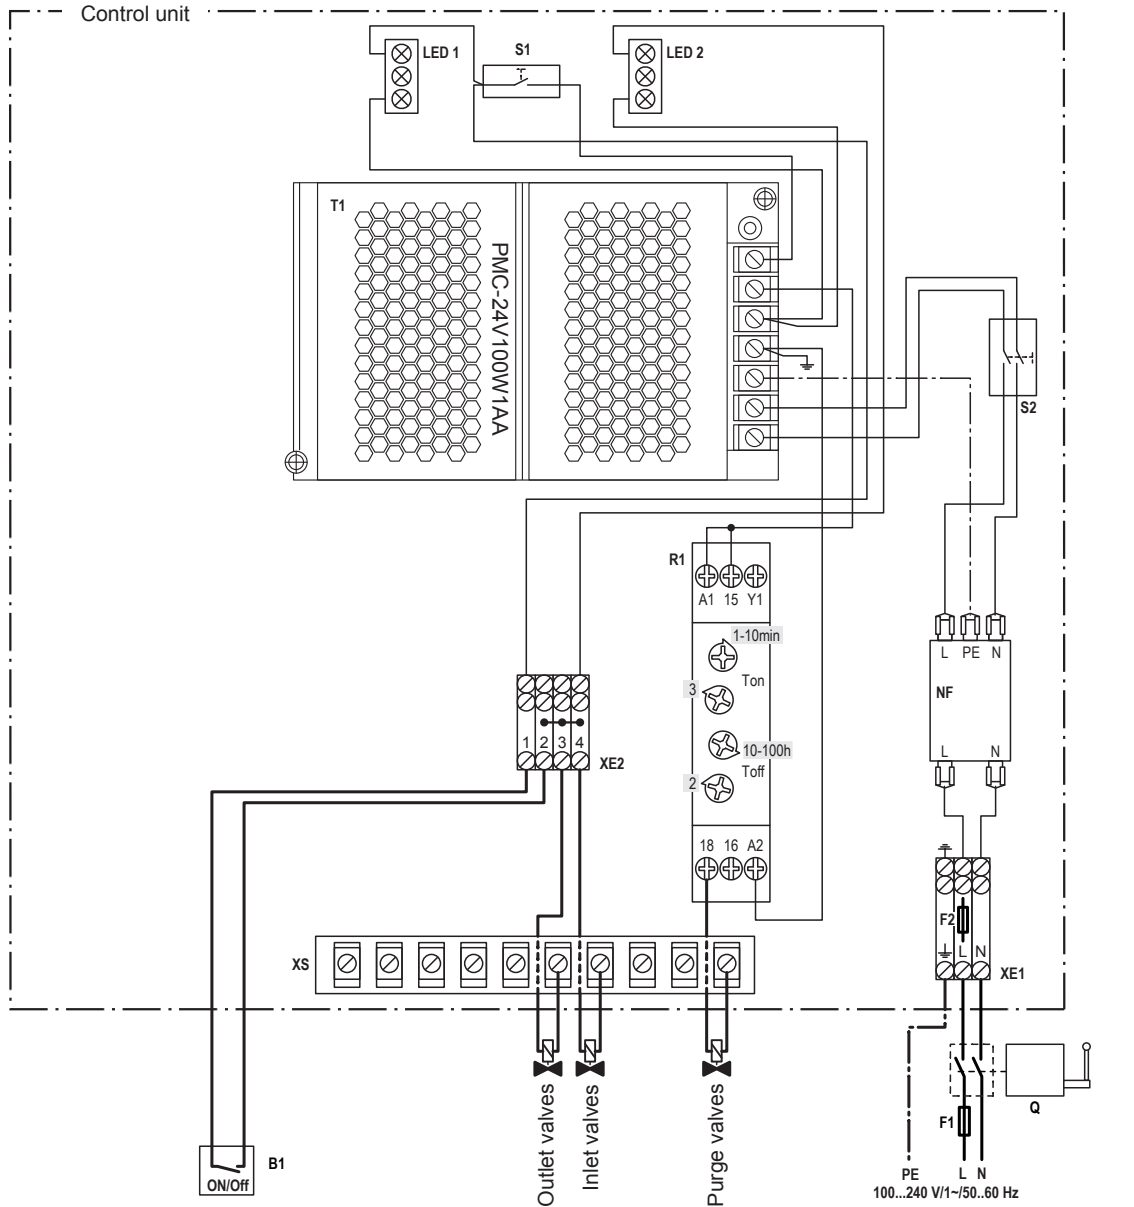 Control unit
LED 1
S1
LED 2
T1
PMC-24V100W1AA
S2
R1
A1 15 Y1
1-10min
Ton
3
10-100h
Toff
2
18 16 A2
L PE N
NF
L N
1 2 3 4
XE2
F2
L N
XE1
XS
Outlet valves
Inlet valves
Purge valves
Q
F1
B1
ON/Off
PE L N
100...240 V/1~/50..60 Hz